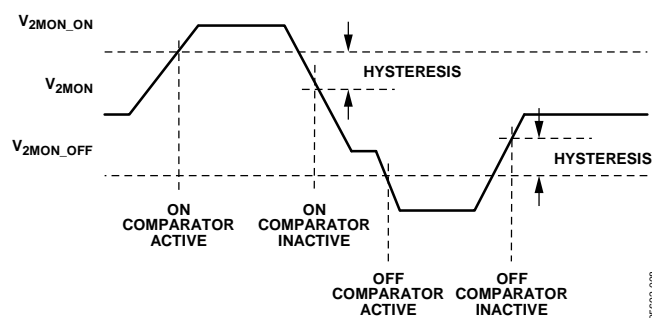 V2MON_ON
HYSTERESIS
V2MON
V2MON_OFF
HYSTERESIS
ON
COMPARATOR
ACTIVE
ON
COMPARATOR
INACTIVE
OFF
COMPARATOR
ACTIVE
OFF
COMPARATOR
INACTIVE